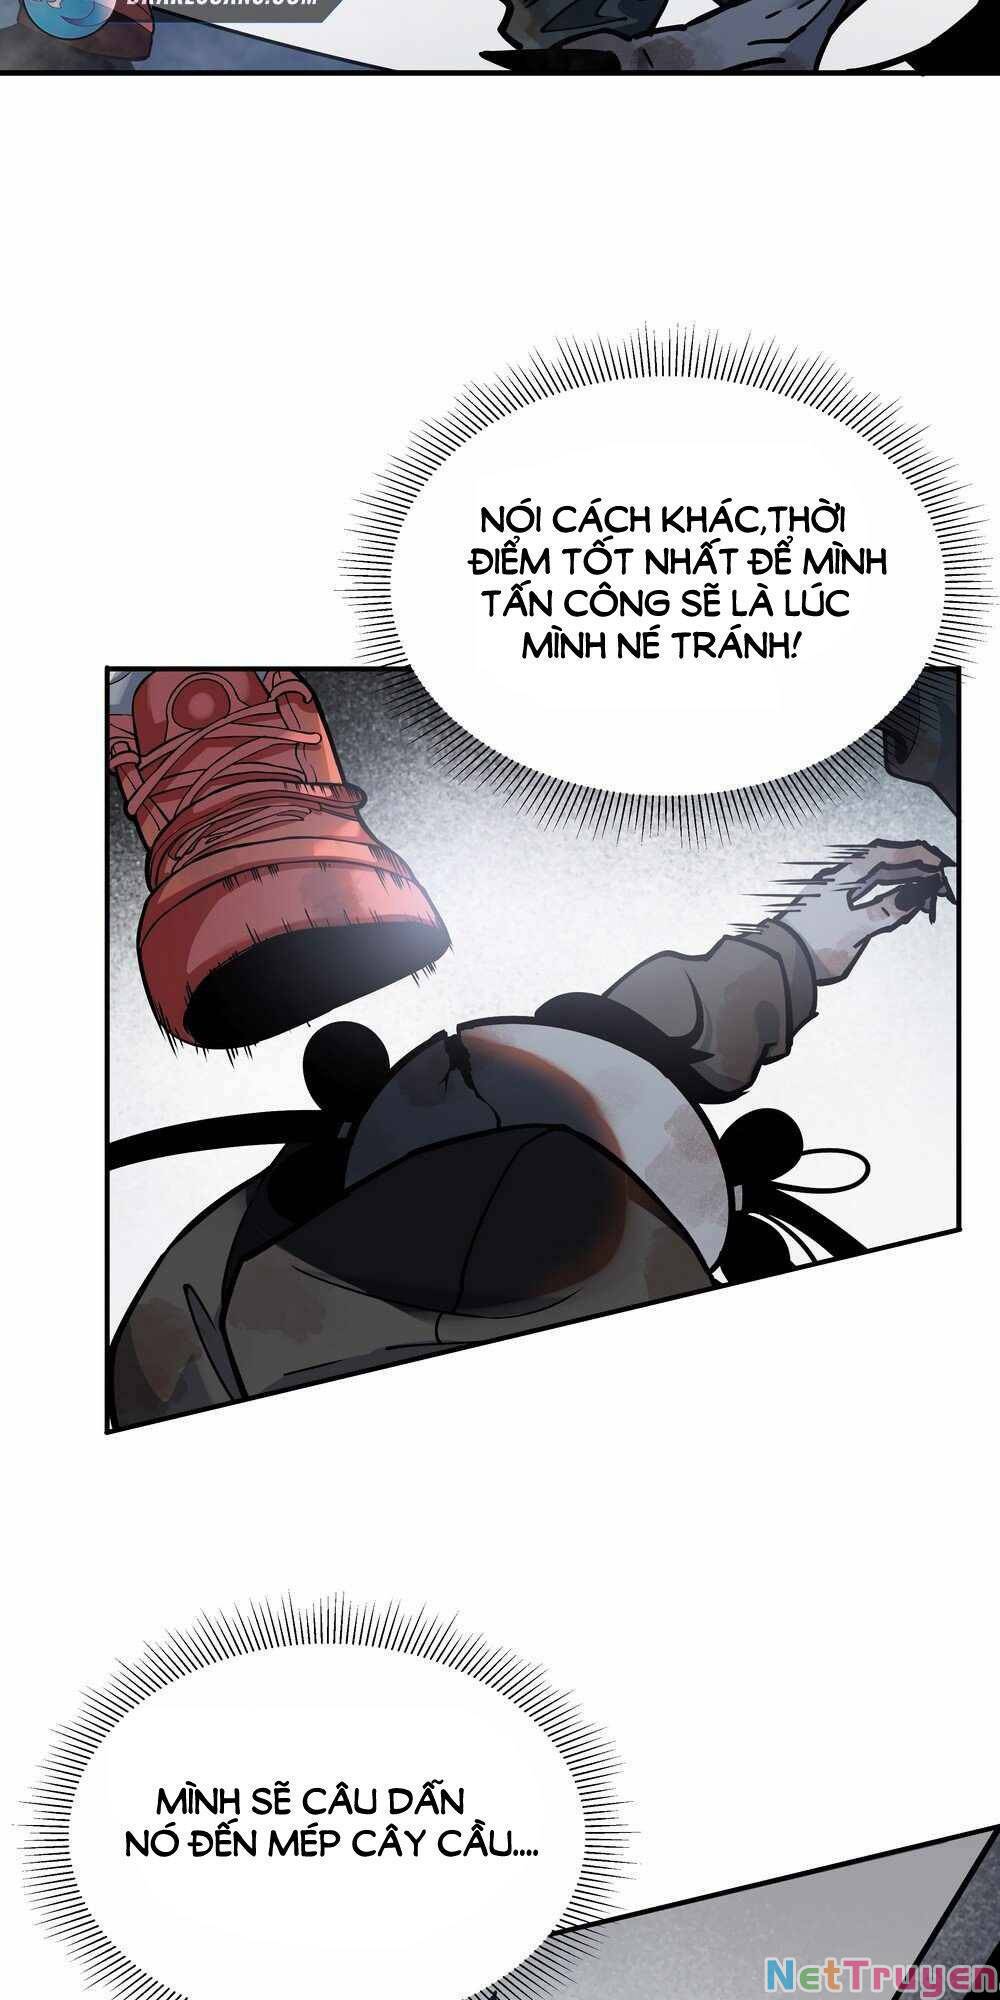 NÓI CÁCH KHÁC,THỜI
ĐIỂM TỐT NHẤT ĐỂ MÌNH
TẤN CÔNG SẼ LÀ LÚC
MÌNH NÉ TRÁNH!
MÌNH SẼ CÂU DẪN
NÓ ĐẾN MÉP CÂY CẦU....
NetTruyen